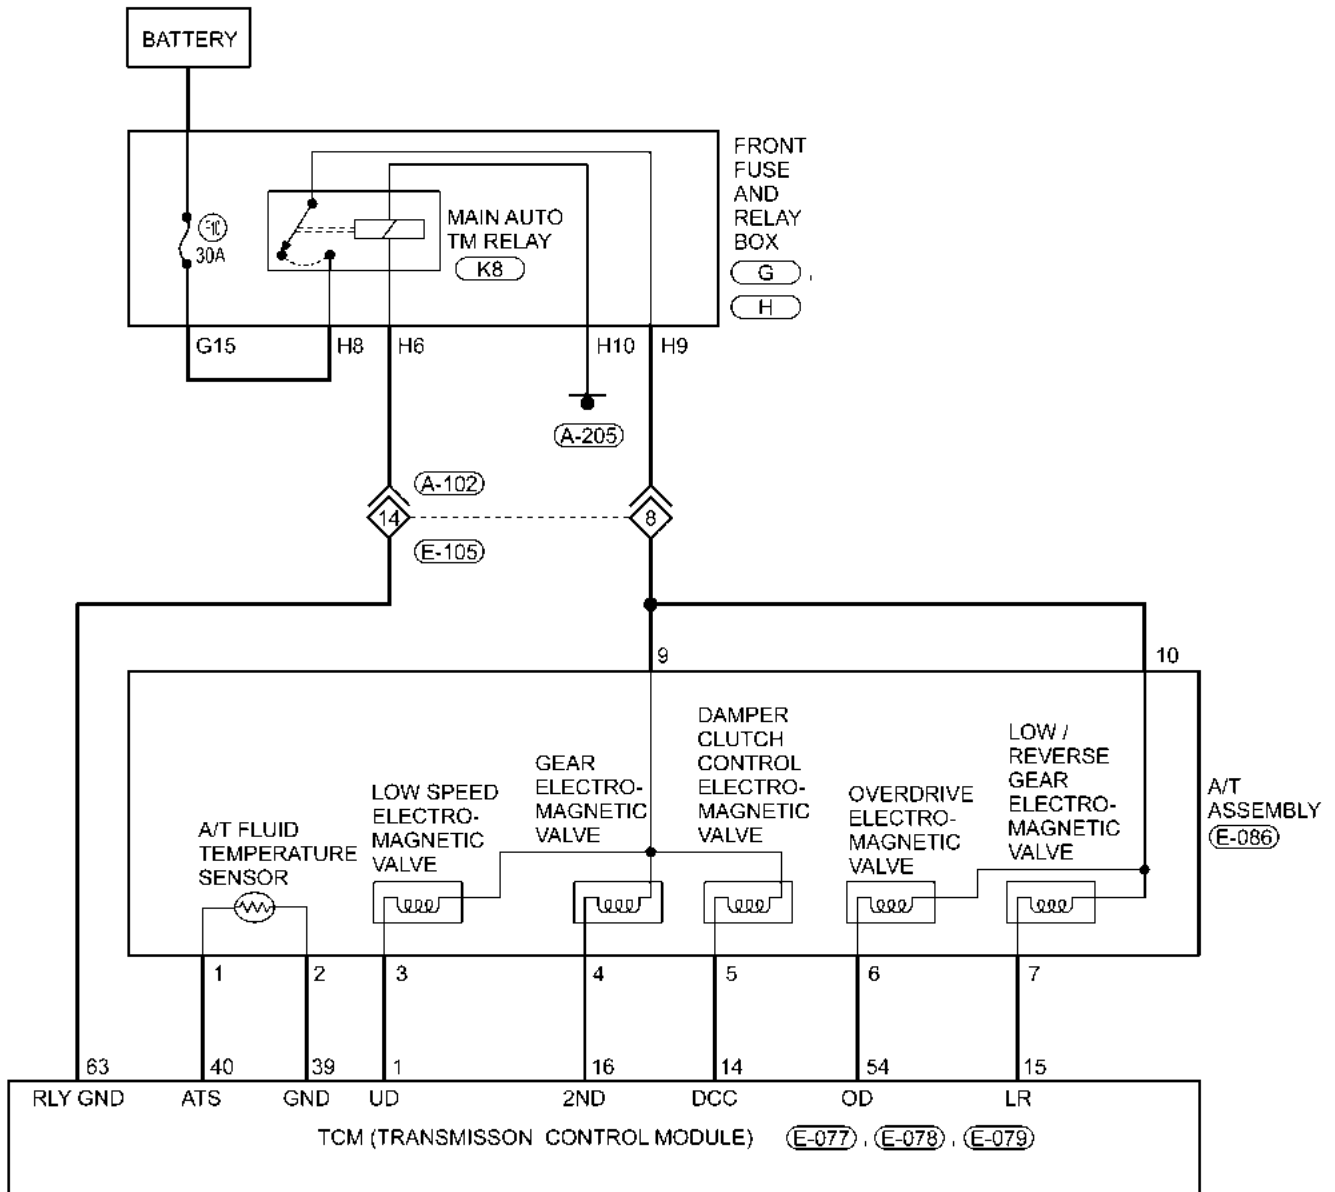 BATTERY
FRONT
FUSE
AND
RELAY
BOX
G ,
H
F10
30A
MAIN AUTO
TM RELAY
K8
G15
H8
H6
H10
H9
A-205
A-102
14
8
E-105
9
10
A/T FLUID
TEMPERATURE
SENSOR
LOW SPEED
ELECTRO-
MAGNETIC
VALVE
GEAR
ELECTRO-
MAGNETIC
VALVE
DAMPER
CLUTCH
CONTROL
ELECTRO-
MAGNETIC
VALVE
OVERDRIVE
ELECTRO-
MAGNETIC
VALVE
LOW /
REVERSE
GEAR
ELECTRO-
MAGNETIC
VALVE
A/T
ASSEMBLY
E-086
1
2
3
4
5
6
7
63
40
39
1
16
14
54
15
RLY GND
ATS
GND
UD
2ND
DCC
OD
LR
TCM (TRANSMISSON CONTROL MODULE) E-077 , E-078 , E-079